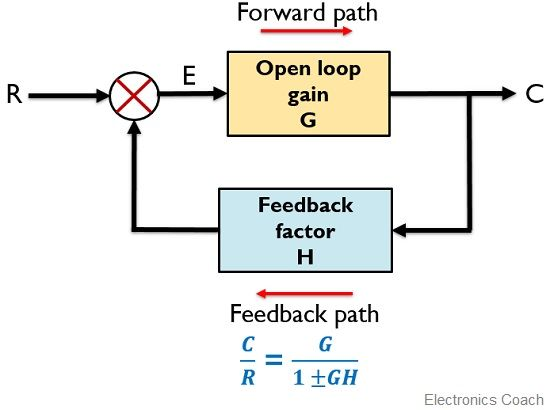 Forward path
R
E
Open loop
gain
G
C
Feedback
factor
H
Feedback path
C/R = G/1 ±GH
Electronics Coach